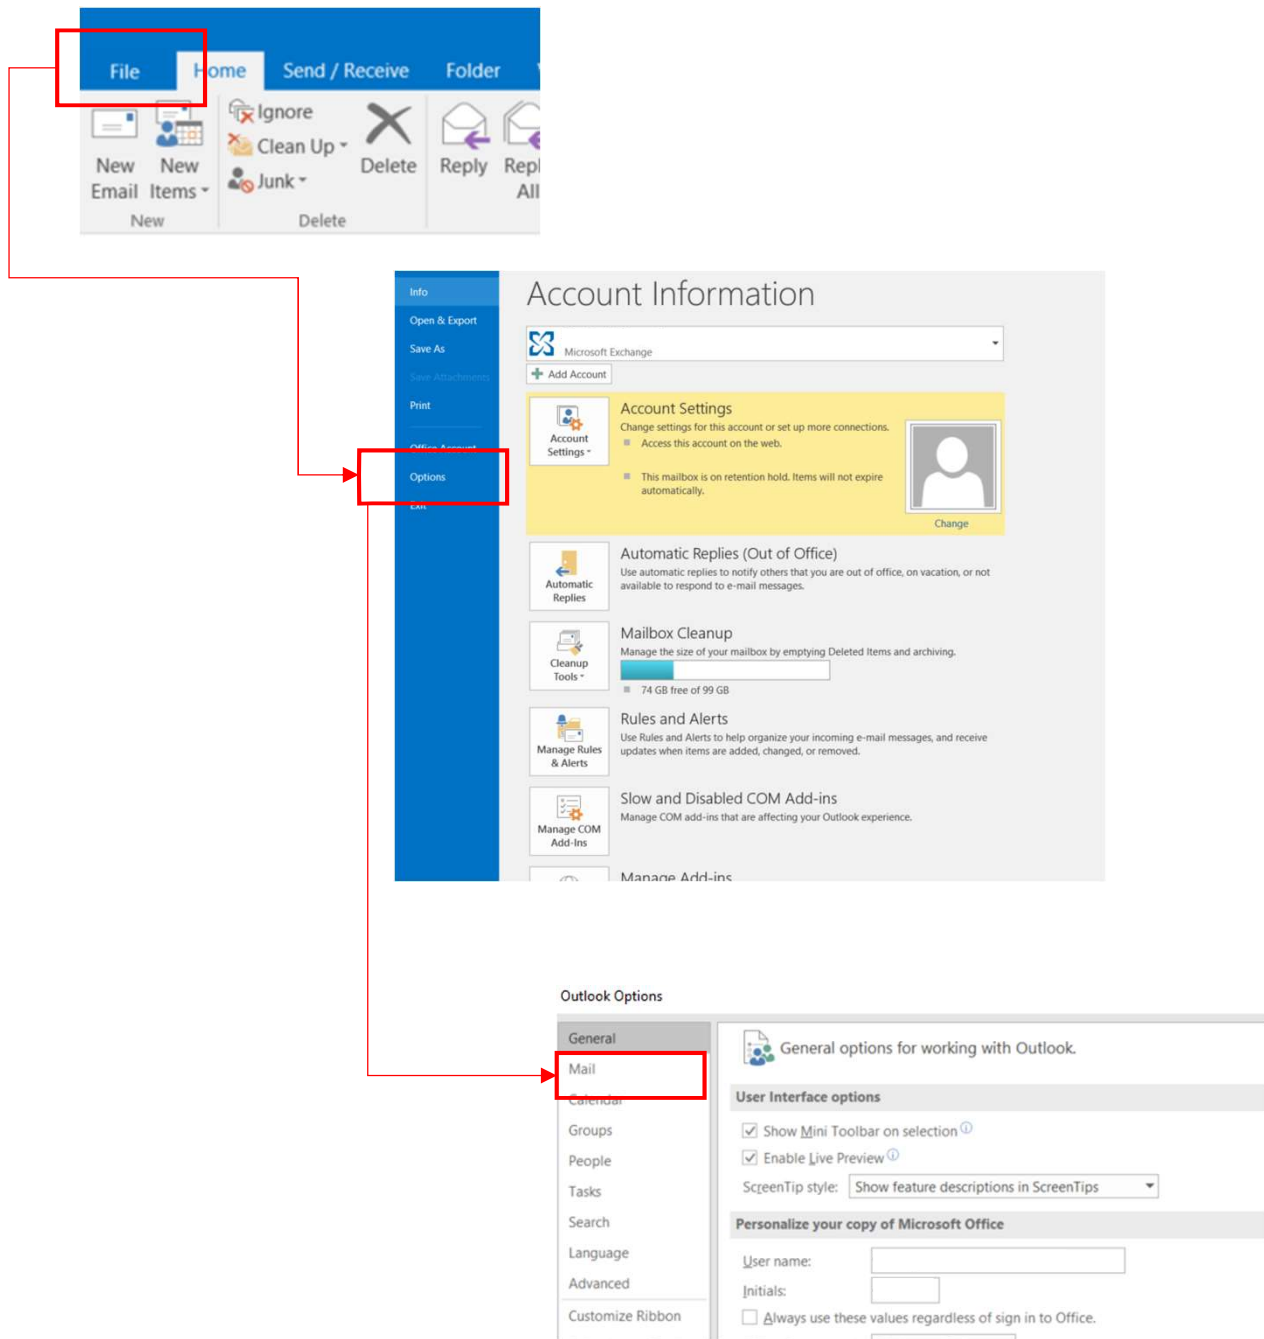 File Home Send / Receive Folder
Ignore
Clean Up
Junk
New Email
New Items
Delete
Reply
Reply All
New
Delete
Info
Open & Export
Save As
Save Attachments
Print
Office Account
Options
Exit
Account Information
Microsoft Exchange
Add Account
Account Settings
Account Settings
Change settings for this account or set up more connections.
Access this account on the web.
This mailbox is on retention hold. Items will not expire
automatically.
Change
Automatic Replies
Automatic Replies (Out of Office)
Use automatic replies to notify others that you are out of office, on vacation, or not
available to respond to e-mail messages.
Cleanup Tools
Mailbox Cleanup
Manage the size of your mailbox by emptying Deleted Items and archiving.
74 GB free of 99 GB
Manage Rules & Alerts
Rules and Alerts
Use Rules and Alerts to help organize your incoming e-mail messages, and receive
updates when items are added, changed, or removed.
Manage COM Add-Ins
Slow and Disabled COM Add-ins
Manage COM add-ins that are affecting your Outlook experience.
Manage Add-ins
Outlook Options
General
Mail
Calendar
Groups
People
Tasks
Search
Language
Advanced
Customize Ribbon
General options for working with Outlook.
User Interface options
Show Mini Toolbar on selection
Enable Live Preview
ScreenTip style: Show feature descriptions in ScreenTips
Personalize your copy of Microsoft Office
User name:
Initials:
Always use these values regardless of sign in to Office.